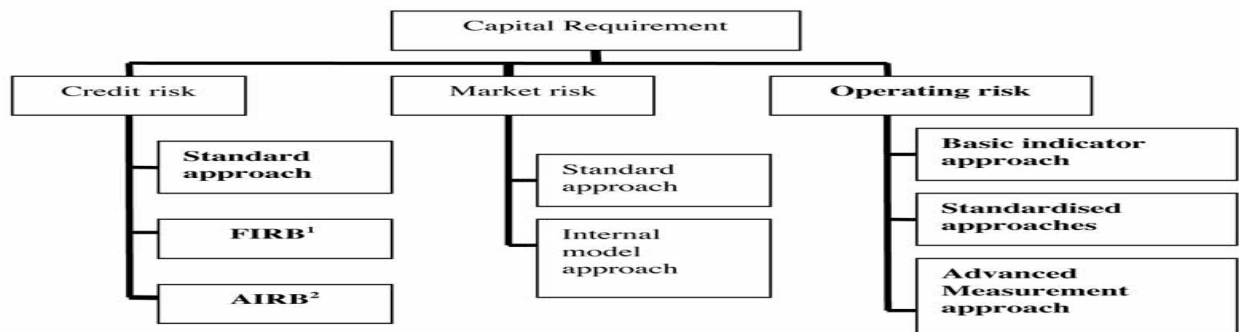 Capital Requirement
Credit risk
Market risk
Operating risk
Standard
approach
FIRB¹
AIRB²
Standard
approach
Internal
model
approach
Basic indicator
approach
Standardised
approaches
Advanced
Measurement
approach